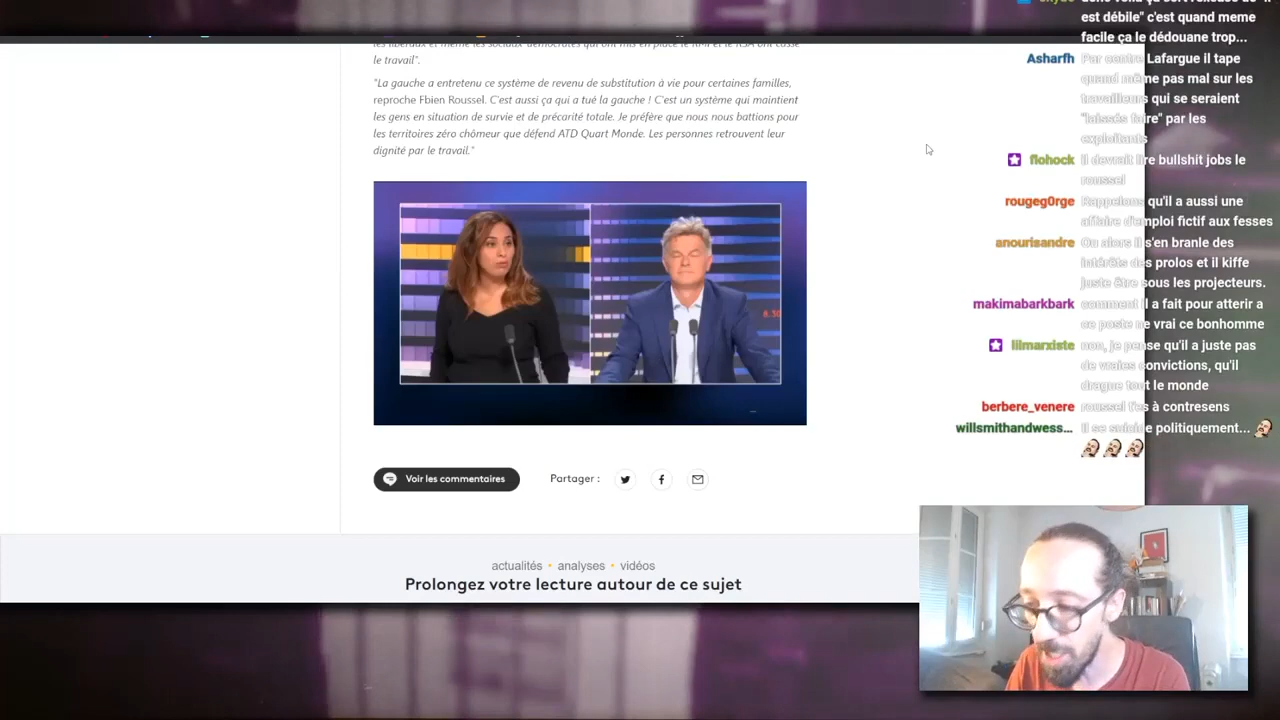 les libéraux et même les sociaux-démocrates qui ont mis en place le RMI et le RSA ont cassé
le travail".
"La gauche a entretenu ce système de revenu de substitution à vie pour certaines familles,
reproche Fbien Roussel. C'est aussi ça qui a tué la gauche ! C'est un système qui maintient
les gens en situation de survie et de précarité totale. Je préfère que nous nous battions pour
les territoires zéro chômeur que défend ATD Quart Monde. Les personnes retrouvent leur
dignité par le travail."
Voir les commentaires
Partager :
actualités • analyses • vidéos
Prolongez votre lecture autour de ce sujet
est débile" c'est quand meme
facile ça le dédouane trop...
Asharfh Par contre Lafargue il tape
quand même pas mal sur les
travailleurs qui se seraient
"laissés faire" par les
exploitants
flohock il devrait lire bullshit jobs le
roussel
rougeg0rge Rappelons qu'il a aussi une
affaire d'emploi fictif aux fesses
anourisandre Ou alors il s'en branle des
intérêts des prolos et il kiffe
juste être sous les projecteurs.
makimabarkbark comment il a fait pour atterir a
ce poste ne vrai ce bonhomme
lilmarxiste non, je pense qu'il a juste pas
de vraies convictions, qu'il
drague tout le monde
berbere_venere roussel t'es à contresens
willsmithandwess... Il se suicide politiquement...